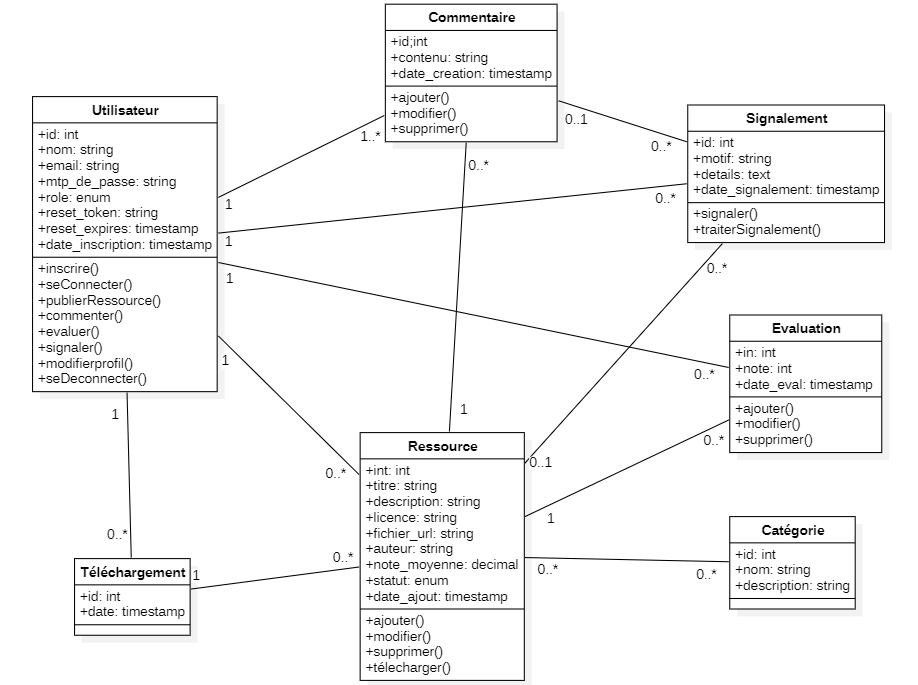 Commentaire
+id;int
+contenu: string
+date_creation: timestamp
+ajouter()
+modifier()
+supprimer()
Utilisateur
+id: int
+nom: string
+email: string
+mtp_de_passe: string
+role: enum
+reset_token: string
+reset_expires: timestamp
+date_inscription: timestamp
+inscrire()
+seConnecter()
+publierRessource()
+commenter()
+evaluer()
+signaler()
+modifierprofil()
+seDeconnecter()
Signalement
+id: int
+motif: string
+details: text
+date_signalement: timestamp
+signaler()
+traiterSignalement()
1..*
1
0..1
0..*
0..*
1
0..*
1
0..*
1
0..*
1
0..*
0..1
0..*
1
Evaluation
+in: int
+note: int
+date_eval: timestamp
+ajouter()
+modifier()
+supprimer()
Ressource
+int: int
+titre: string
+description: string
+licence: string
+fichier_url: string
+auteur: string
+note_moyenne: decimal
+statut: enum
+date_ajout: timestamp
+ajouter()
+modifier()
+supprimer()
+télecharger()
1
0..*
1
0..*
0..*
0..*
Téléchargement
+id: int
+date: timestamp
Catégorie
+id: int
+nom: string
+description: string